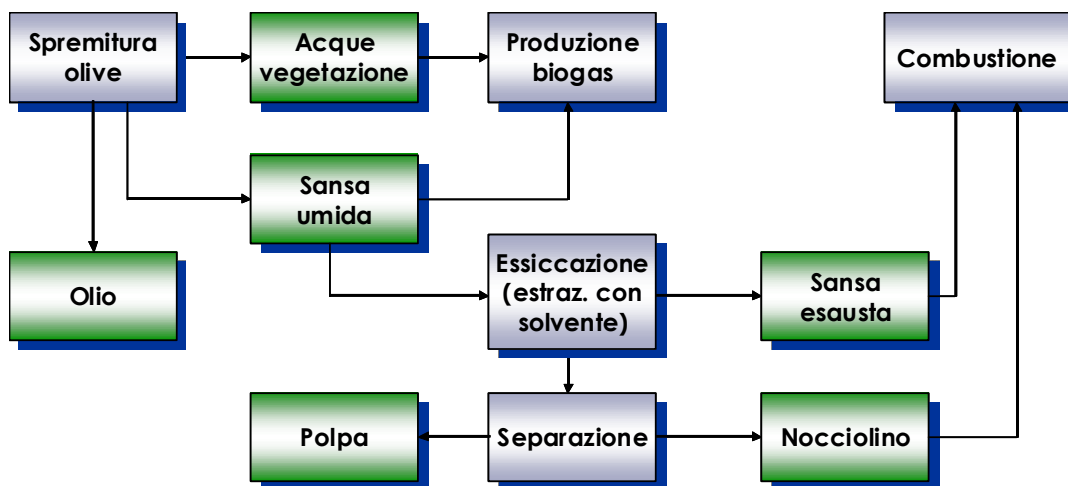 Spremitura
olive
Acque
vegetazione
Produzione
biogas
Combustione
Sansa
umida
Olio
Essiccazione
(estraz. con
solvente)
Sansa
esausta
Polpa
Separazione
Nocciolino